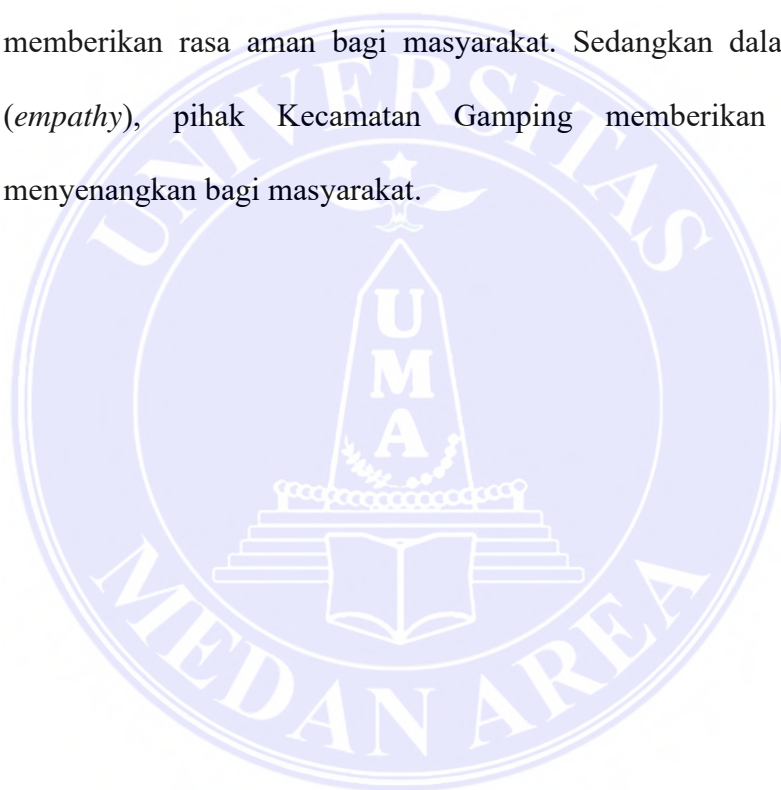 memberikan rasa aman bagi masyarakat. Sedangkan dala
(empathy), pihak Kecamatan Gamping memberikan
menyenangkan bagi masyarakat.
UNIVERSITAS
UMA
MEDAN AREA